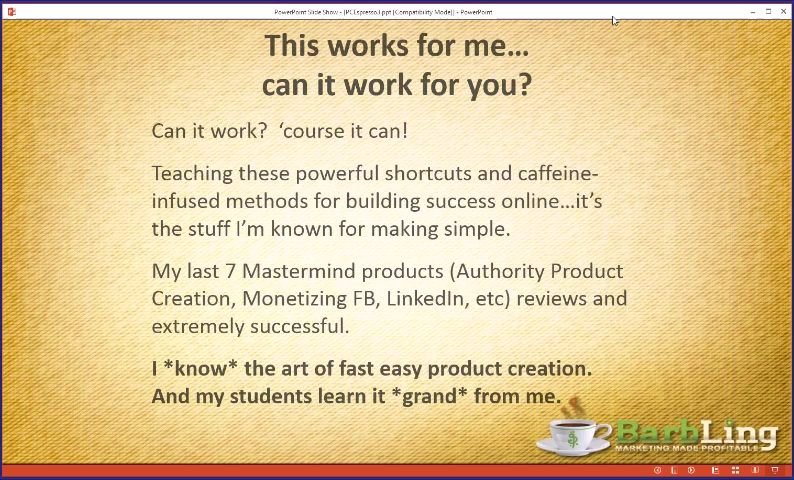 PowerPoint Slide Show - [PCEspresso3.ppt [Compatibility Mode]] - PowerPoint
This works for me…
can it work for you?
Can it work?  ‘course it can!
Teaching these powerful shortcuts and caffeine-
infused methods for building success online…it’s
the stuff I’m known for making simple.
My last 7 Mastermind products (Authority Product
Creation, Monetizing FB, LinkedIn, etc) reviews and
extremely successful.
I *know* the art of fast easy product creation.
And my students learn it *grand* from me.
$
BarbLing
MARKETING MADE PROFITABLE